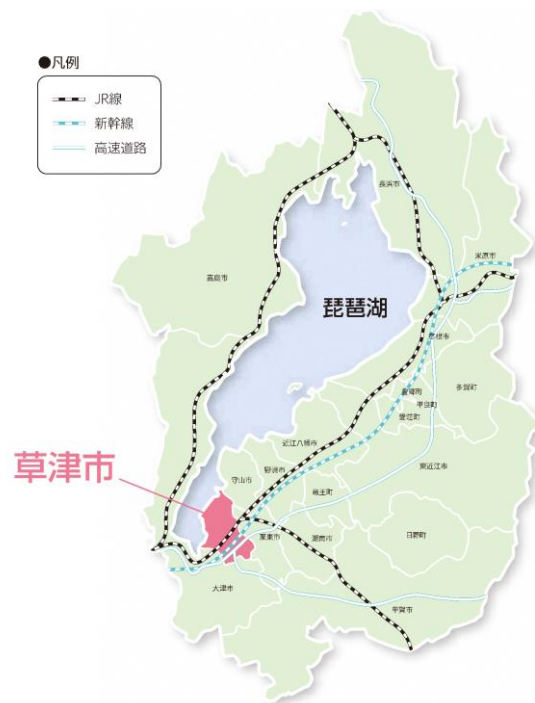 ●凡例
JR線
新幹線
高速道路
長浜市
米原市
高島市
琵琶湖
彦根市
多賀町
豊郷町
甲良町
愛荘町
近江八幡市
東近江市
草津市
守山市
野洲市
竜王町
栗東市
湖南市
日野町
大津市
甲賀市